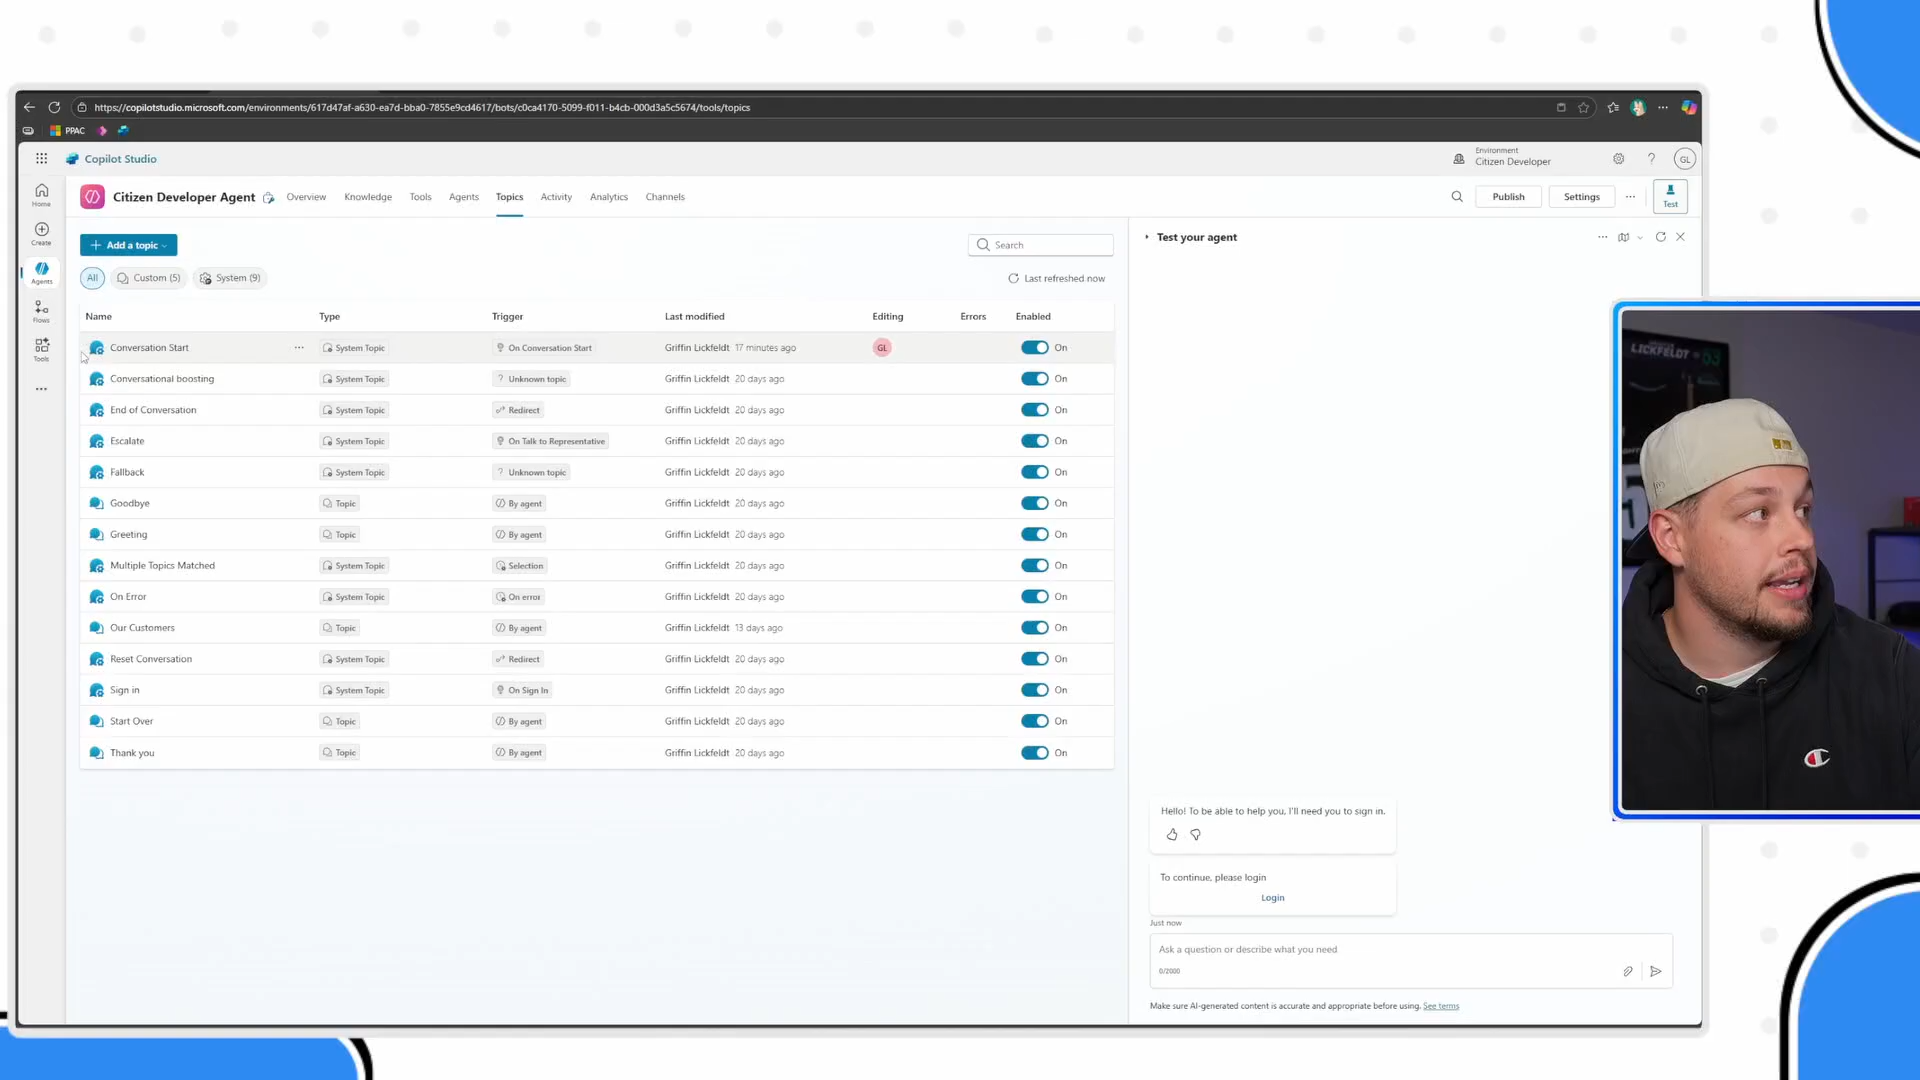 https://copilotstudio.microsoft.com/environments/617d47af-a630-ea7d-bba0-7855e9cd4617/bots/c0ca4170-5099-f011-b4cb-000d3a5c5674/tools/topics
PPAC
Copilot Studio
Environment
Citizen Developer
GL
Home
Create
Agents
Flows
Tools
Citizen Developer Agent
Overview
Knowledge
Tools
Agents
Topics
Activity
Analytics
Channels
Publish
Settings
Test
Add a topic
Search
All
Custom (5)
System (9)
Last refreshed now
Name Type Trigger Last modified Editing Errors Enabled
Conversation Start System Topic On Conversation Start Griffin Lickfeldt 17 minutes ago GL On
Conversational boosting System Topic Unknown topic Griffin Lickfeldt 20 days ago On
End of Conversation System Topic Redirect Griffin Lickfeldt 20 days ago On
Escalate System Topic On Talk to Representative Griffin Lickfeldt 20 days ago On
Fallback System Topic Unknown topic Griffin Lickfeldt 20 days ago On
Goodbye Topic By agent Griffin Lickfeldt 20 days ago On
Greeting Topic By agent Griffin Lickfeldt 20 days ago On
Multiple Topics Matched System Topic Selection Griffin Lickfeldt 20 days ago On
On Error System Topic On error Griffin Lickfeldt 20 days ago On
Our Customers Topic By agent Griffin Lickfeldt 13 days ago On
Reset Conversation System Topic Redirect Griffin Lickfeldt 20 days ago On
Sign in System Topic On Sign In Griffin Lickfeldt 20 days ago On
Start Over Topic By agent Griffin Lickfeldt 20 days ago On
Thank you Topic By agent Griffin Lickfeldt 20 days ago On
Test your agent
Hello! To be able to help you, I'll need you to sign in.
To continue, please login
Login
Just now
Ask a question or describe what you need
0/2000
Make sure AI-generated content is accurate and appropriate before using. See terms
LICKFELDT